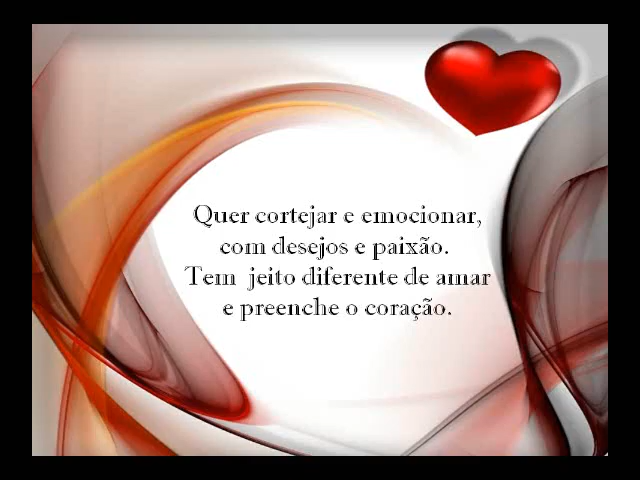 Quer cortejar e emocionar,
com desejos e paixão.
Tem jeito diferente de amar
e preenche o coração.